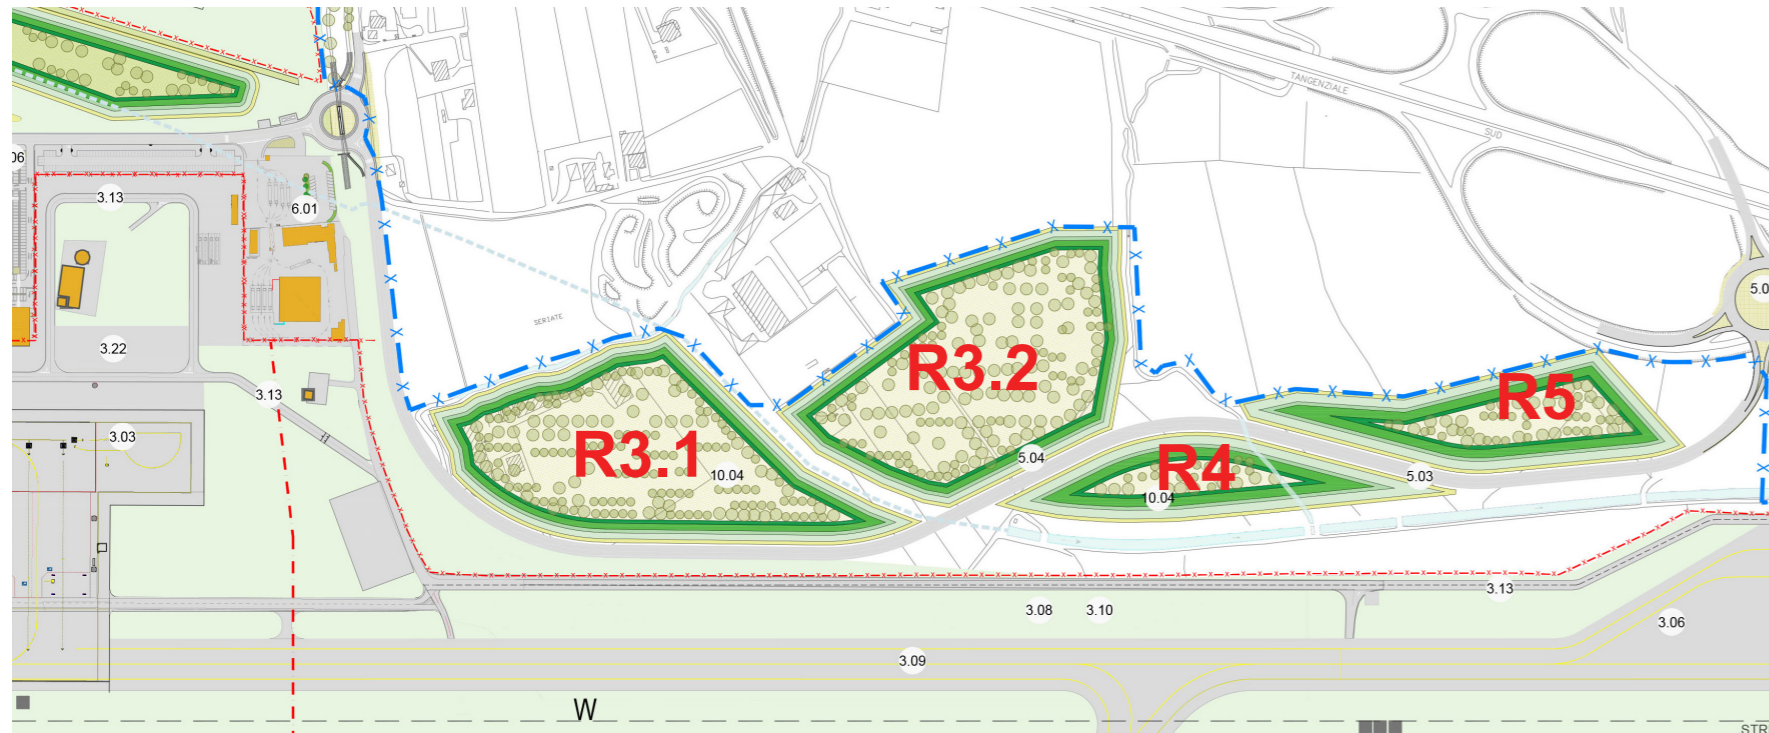 TANGENZIALE
SUD
06
3.13
6.01
5.0
SERIATE
3.22
3.13
R3.2
R5
3.03
R3.1
10.04
5.04
R4
10.04
5.03
3.13
3.08
3.10
3.06
3.09
W
STR